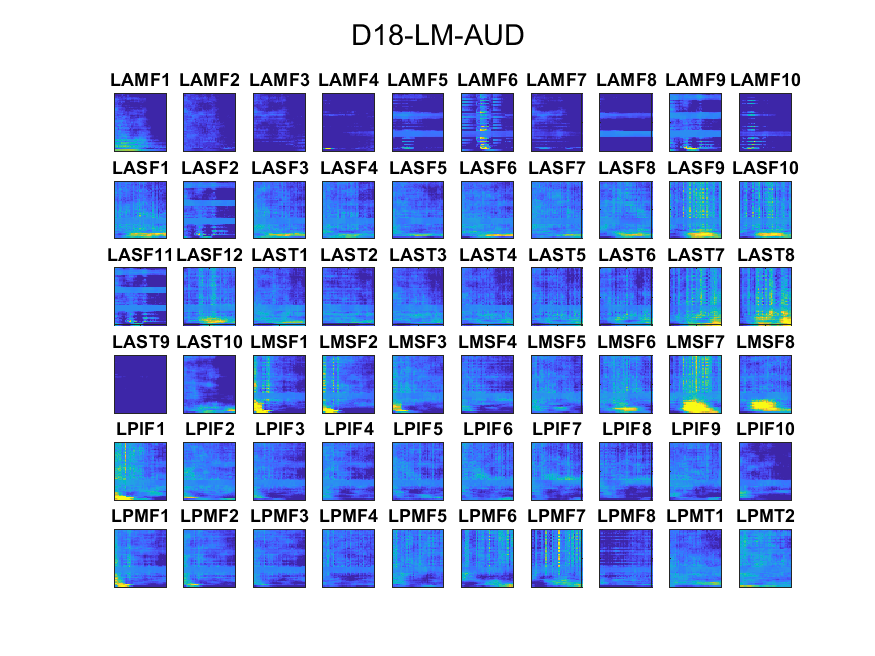 D18-LM-AUD
LAMF1 LAMF2 LAMF3 LAMF4 LAMF5 LAMF6 LAMF7 LAMF8 LAMF9 LAMF10
LASF1 LASF2 LASF3 LASF4 LASF5 LASF6 LASF7 LASF8 LASF9 LASF10
LASF11 LASF12 LAST1 LAST2 LAST3 LAST4 LAST5 LAST6 LAST7 LAST8
LAST9 LAST10 LMSF1 LMSF2 LMSF3 LMSF4 LMSF5 LMSF6 LMSF7 LMSF8
LPIF1 LPIF2 LPIF3 LPIF4 LPIF5 LPIF6 LPIF7 LPIF8 LPIF9 LPIF10
LPMF1 LPMF2 LPMF3 LPMF4 LPMF5 LPMF6 LPMF7 LPMF8 LPMT1 LPMT2